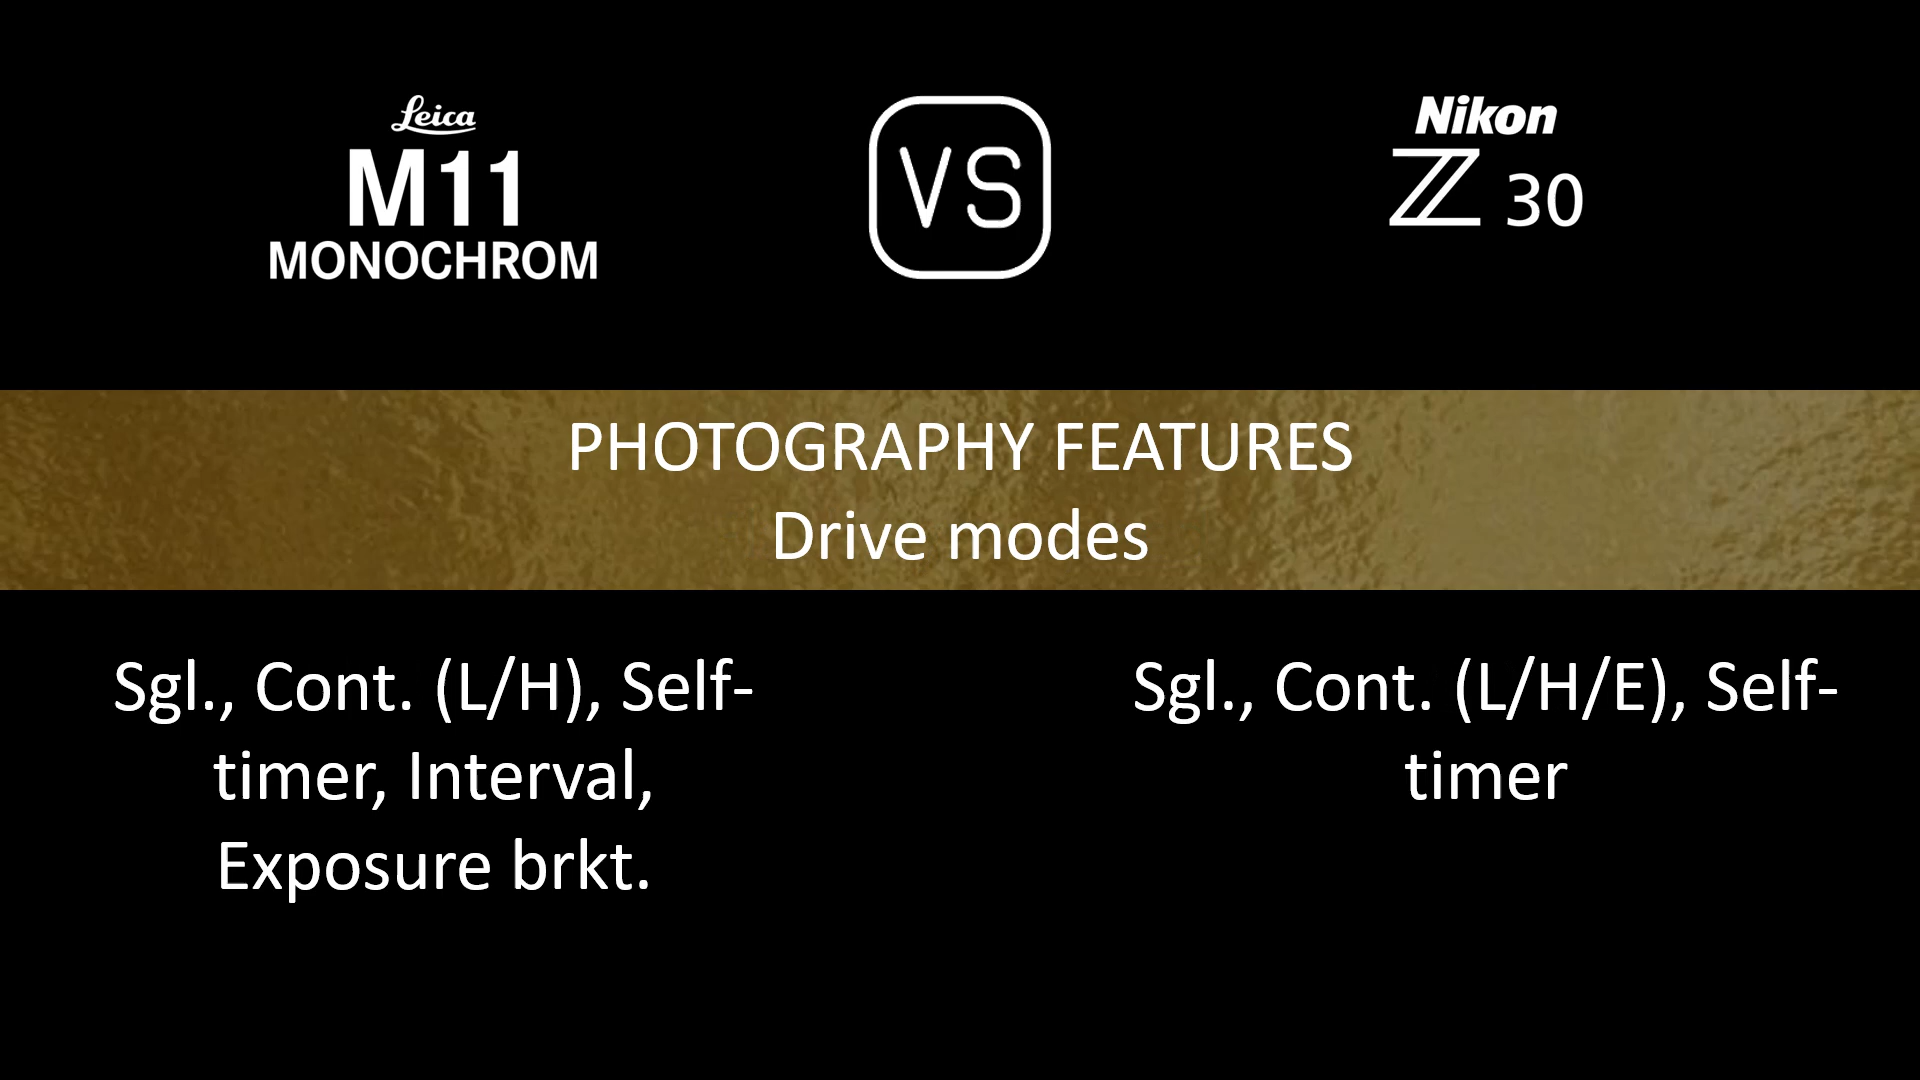 Leica
M11
MONOCHROM
VS
Nikon
Z 30
PHOTOGRAPHY FEATURES
Drive modes
Sgl., Cont. (L/H), Self-
timer, Interval,
Exposure brkt.
Sgl., Cont. (L/H/E), Self-
timer